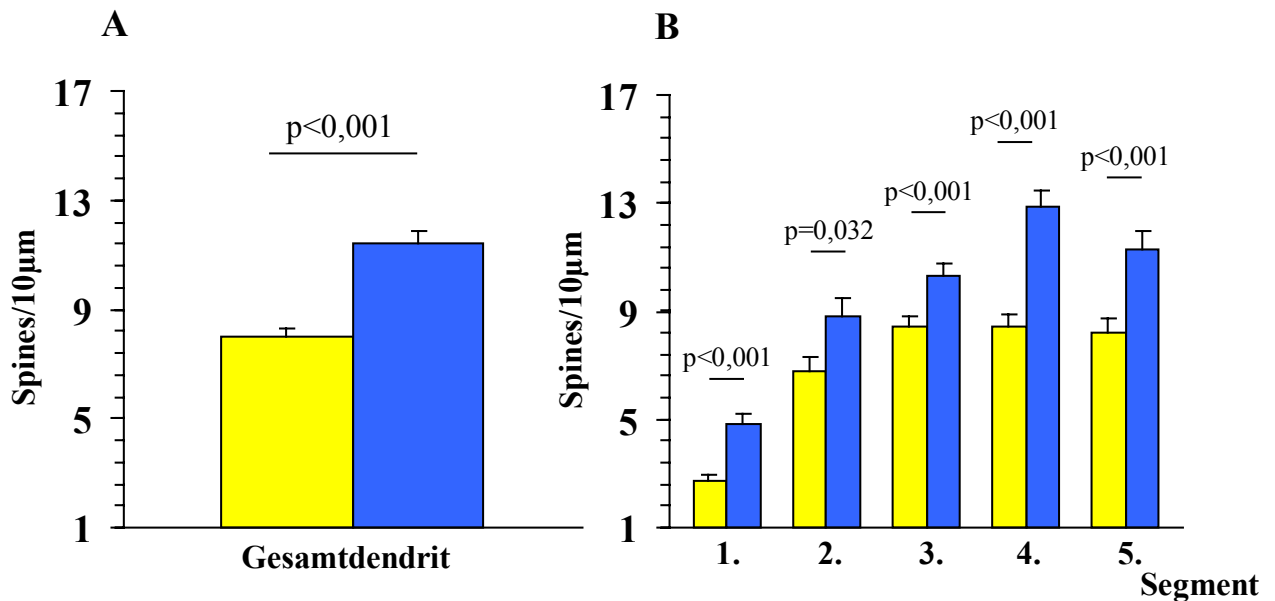 A
17
13
9
5
1
Spines/10µm
p<0,001
Gesamtdendrit
B
17
13
9
5
1
Spines/10µm
p<0,001
p=0,032
p<0,001
p<0,001
p<0,001
1. 2. 3. 4. 5.
Segment